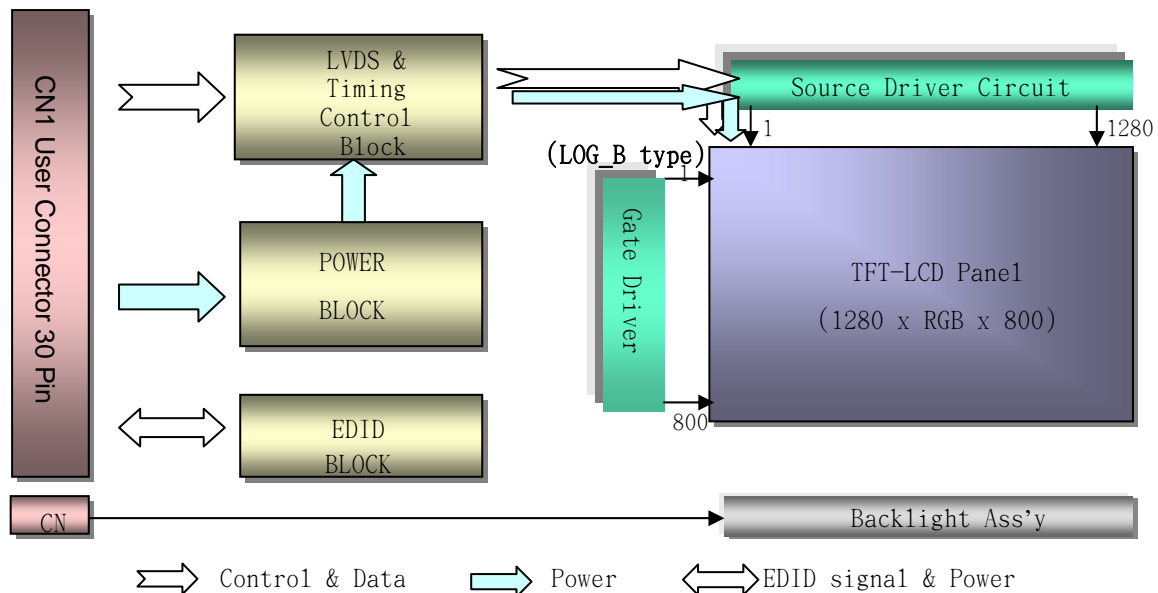 CN1 User Connector 30 Pin
LVDS &
Timing
Control
Block
Source Driver Circuit
1
1280
(LOG_B type)
1
Gate Driver
800
TFT-LCD Panel
(1280 x RGB x 800)
POWER
BLOCK
EDID
BLOCK
CN
Backlight Ass'y
Control & Data
Power
EDID signal & Power